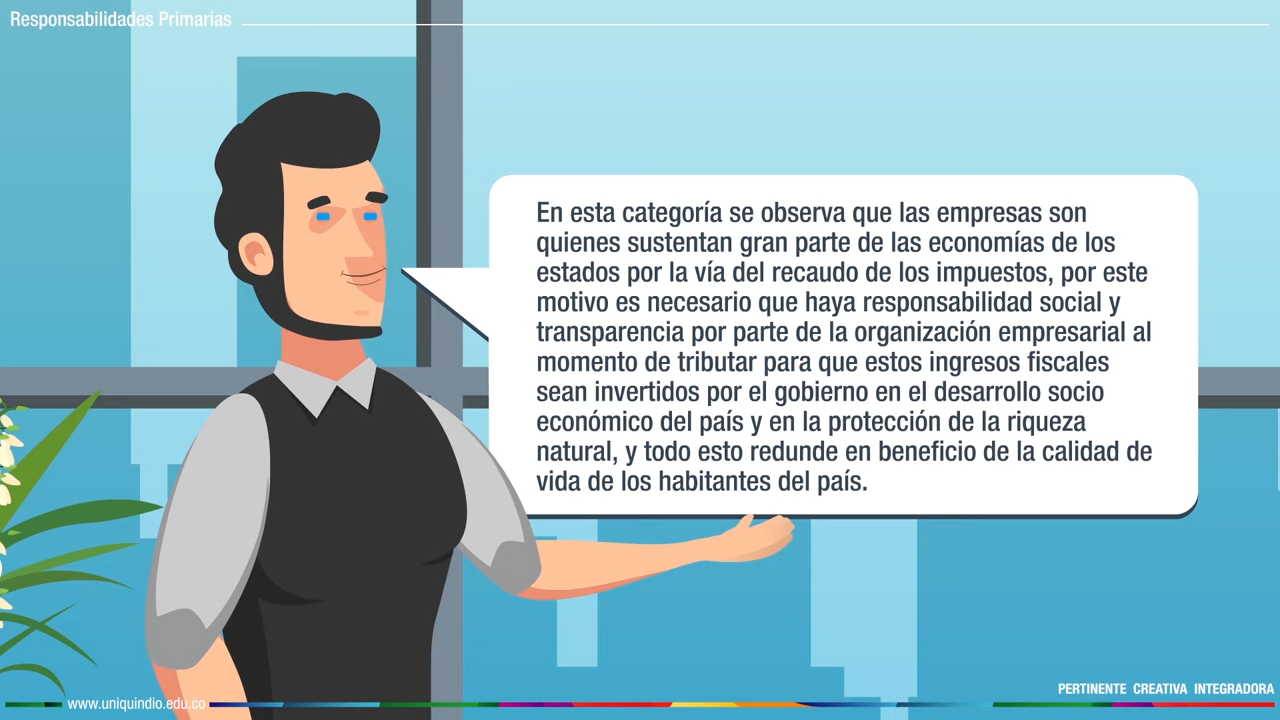 Responsabilidades Primarias
En esta categoría se observa que las empresas son
quienes sustentan gran parte de las economías de los
estados por la vía del recaudo de los impuestos, por este
motivo es necesario que haya responsabilidad social y
transparencia por parte de la organización empresarial al
momento de tributar para que estos ingresos fiscales
sean invertidos por el gobierno en el desarrollo socio
económico del país y en la protección de la riqueza
natural, y todo esto redunde en beneficio de la calidad de
vida de los habitantes del país.
PERTINENTE CREATIVA INTEGRADORA
www.uniquindio.edu.co